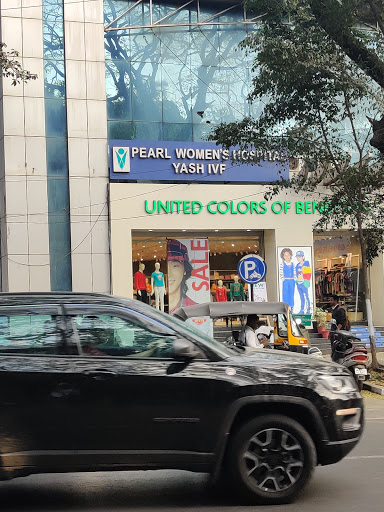 PEARL WOMEN'S HOSPITAL
YASH IVF
UNITED COLORS OF BENE
SALE
P